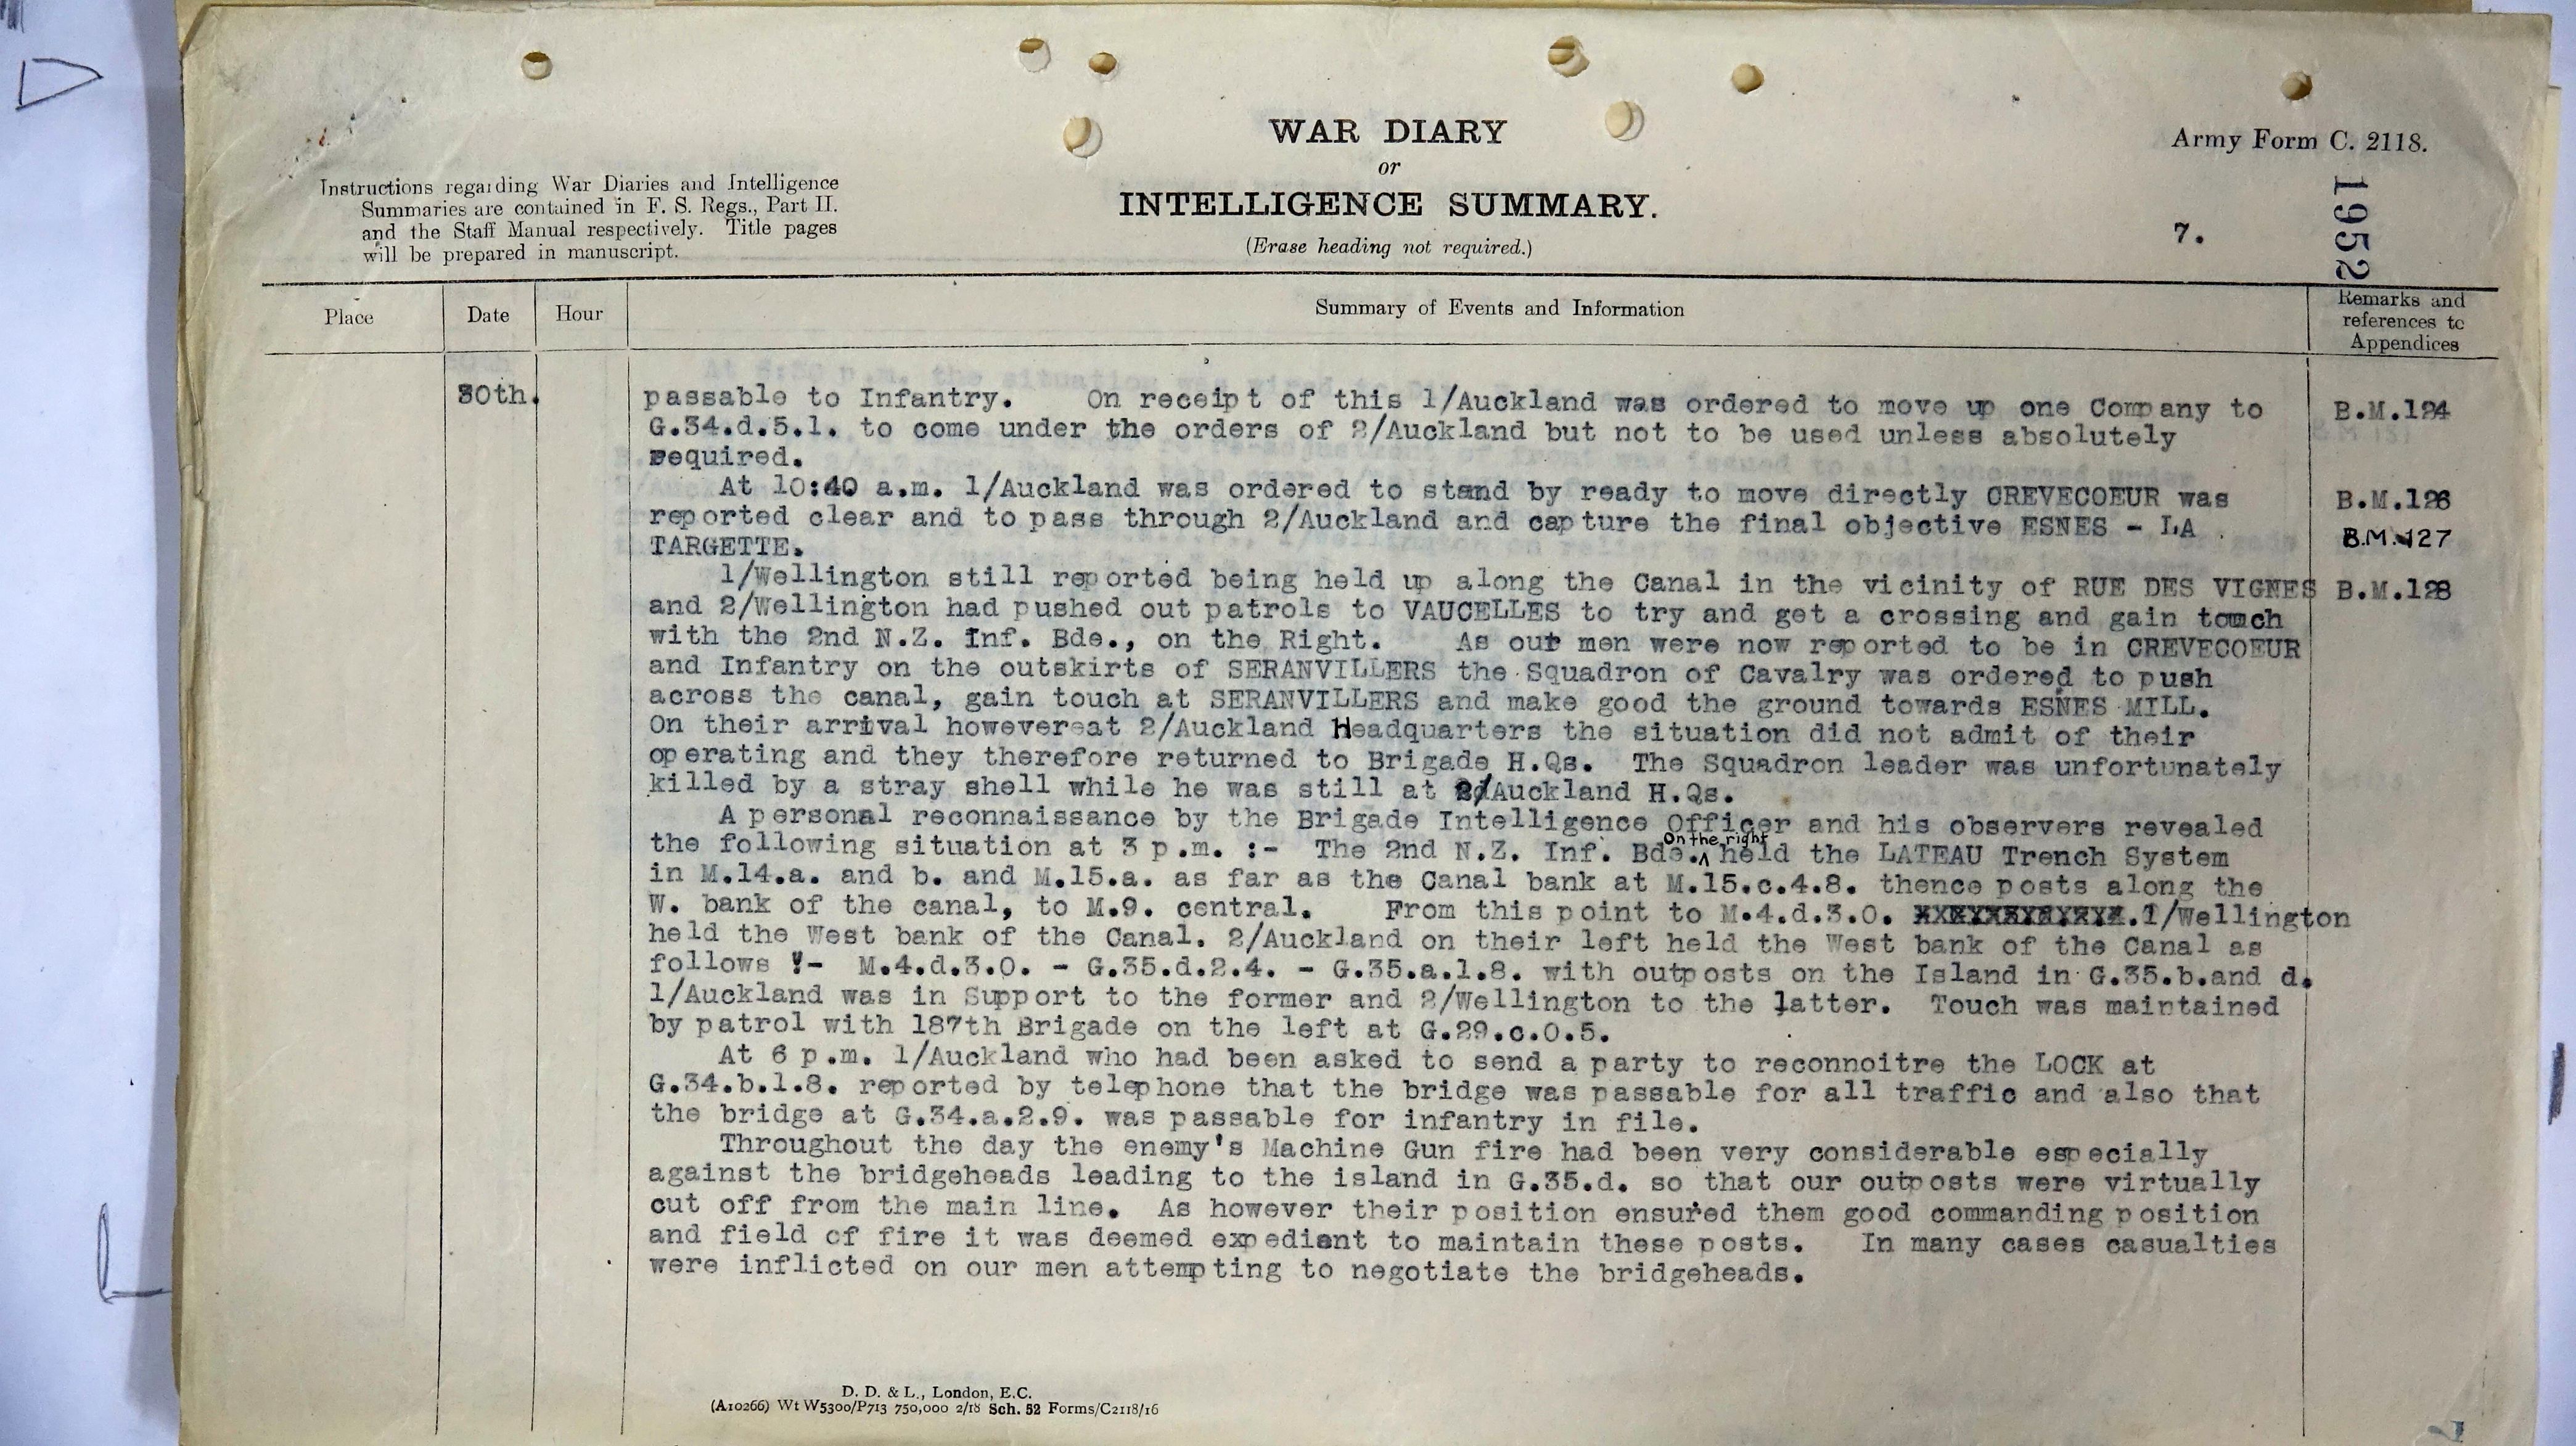 WAR DIARY
or
INTELLIGENCE SUMMARY.
(Erase heading not required.)
Army Form C. 2118.
1952
7.
Instructions regarding War Diaries and Intelligence
Summaries are contained in F. S. Regs., Part II.
and the Staff Manual respectively. Title pages
will be prepared in manuscript.
Place Date Hour Summary of Events and Information Remarks and
references to
Appendices
30th. passable to Infantry. On receipt of this 1/Auckland was ordered to move up one Company to B.M.124
G.34.d.5.1. to come under the orders of 2/Auckland but not to be used unless absolutely
required.
At 10:40 a.m. 1/Auckland was ordered to stand by ready to move directly CREVECOEUR was B.M.126
reported clear and to pass through 2/Auckland and capture the final objective ESNES - LA
TARGETTE. B.M.127
1/Wellington still reported being held up along the Canal in the vicinity of RUE DES VIGNES B.M.128
and 2/Wellington had pushed out patrols to VAUCELLES to try and get a crossing and gain touch
with the 2nd N.Z. Inf. Bde., on the Right. As our men were now reported to be in CREVECOEUR
and Infantry on the outskirts of SERANVILLERS the Squadron of Cavalry was ordered to push
across the canal, gain touch at SERANVILLERS and make good the ground towards ESNES MILL.
On their arrival howevereat 2/Auckland Headquarters the situation did not admit of their
operating and they therefore returned to Brigade H.Qs. The Squadron leader was unfortunately
killed by a stray shell while he was still at 2/Auckland H.Qs.
A personal reconnaissance by the Brigade Intelligence Officer and his observers revealed
the following situation at 3 p.m. :- The 2nd N.Z. Inf. Bde. On the right held the LATEAU Trench System
in M.14.a. and b. and M.15.a. as far as the Canal bank at M.15.c.4.8. thence posts along the
W. bank of the canal, to M.9. central. From this point to M.4.d.3.0. 1/Wellington
held the West bank of the Canal. 2/Auckland on their left held the West bank of the Canal as
follows :- M.4.d.3.0. - G.35.d.2.4. - G.35.a.1.8. with outposts on the Island in G.35.b.and d.
1/Auckland was in Support to the former and 2/Wellington to the latter. Touch was maintained
by patrol with 187th Brigade on the left at G.29.c.0.5.
At 6 p.m. 1/Auckland who had been asked to send a party to reconnoitre the LOCK at
G.34.b.1.8. reported by telephone that the bridge was passable for all traffic and also that
the bridge at G.34.a.2.9. was passable for infantry in file.
Throughout the day the enemy's Machine Gun fire had been very considerable especially
against the bridgeheads leading to the island in G.35.d. so that our outposts were virtually
cut off from the main line. As however their position ensured them good commanding position
and field of fire it was deemed expedient to maintain these posts. In many cases casualties
were inflicted on our men attempting to negotiate the bridgeheads.
D. D. & L., London, E.C.
(A10266) Wt W5300/P713 750,000 2/18 Sch. 52 Forms/C2118/16
7